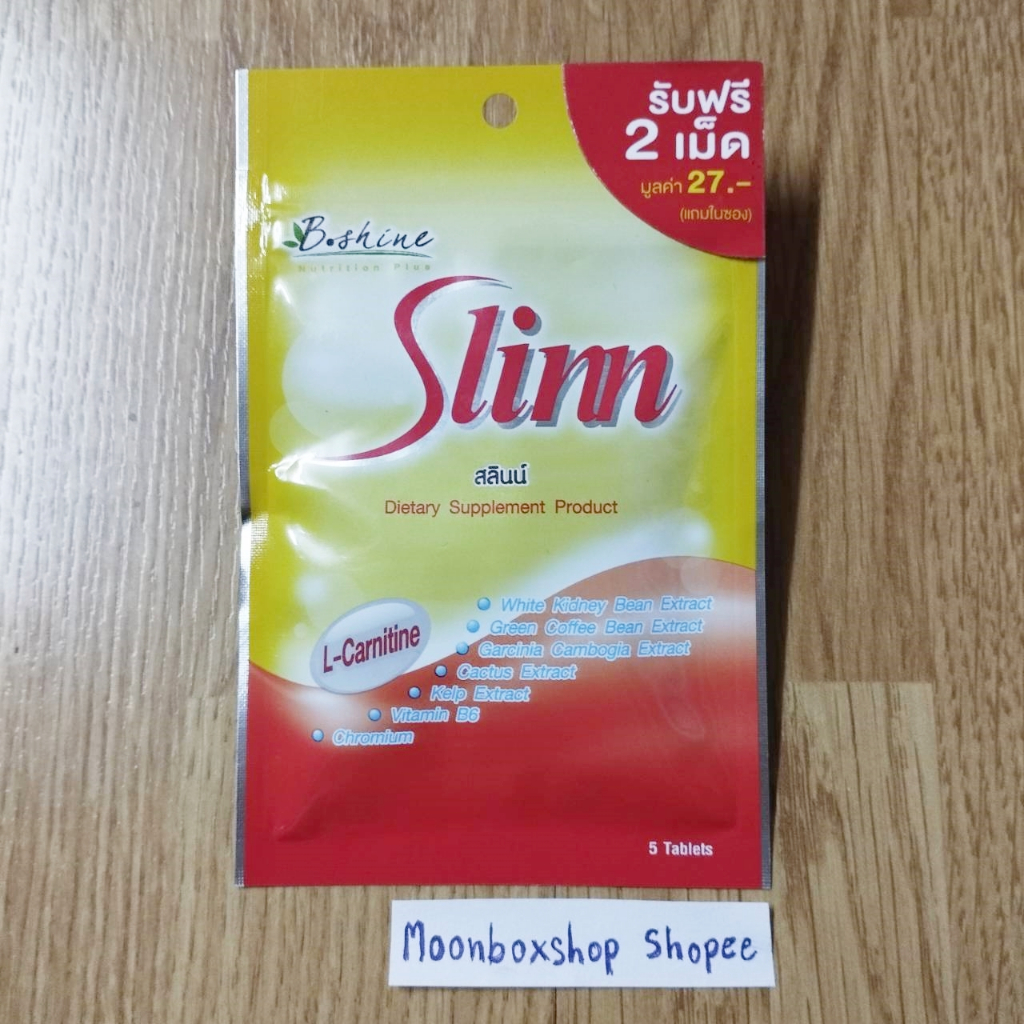 รับฟรี
2 เม็ด
มูลค่า 27.-
(แถมในซอง)
B.shine
Nutrition Plus
Slinn
สลินน์
Dietary Supplement Product
L-Carnitine
White Kidney Bean Extract
Green Coffee Bean Extract
Garcinia Cambogia Extract
Cactus Extract
Kelp Extract
Vitamin B6
Chromium
5 Tablets
Moonboxshop Shopee